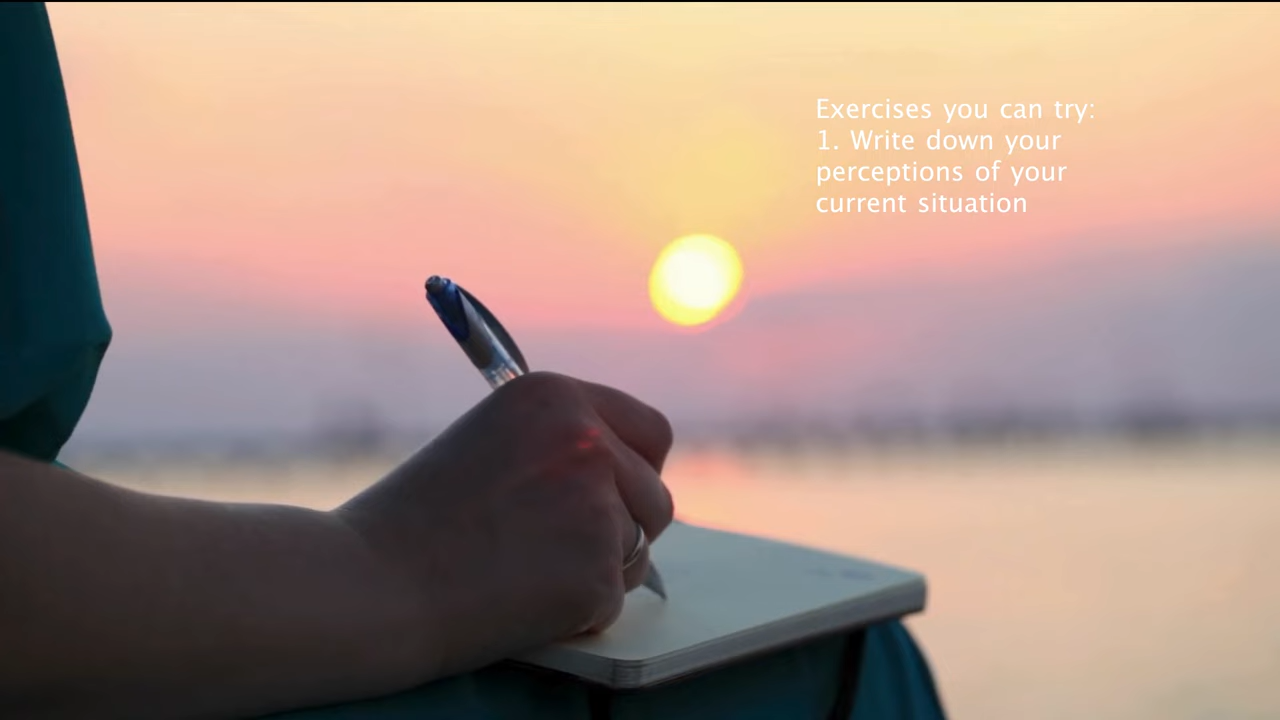 Exercises you can try:
1. Write down your
perceptions of your
current situation